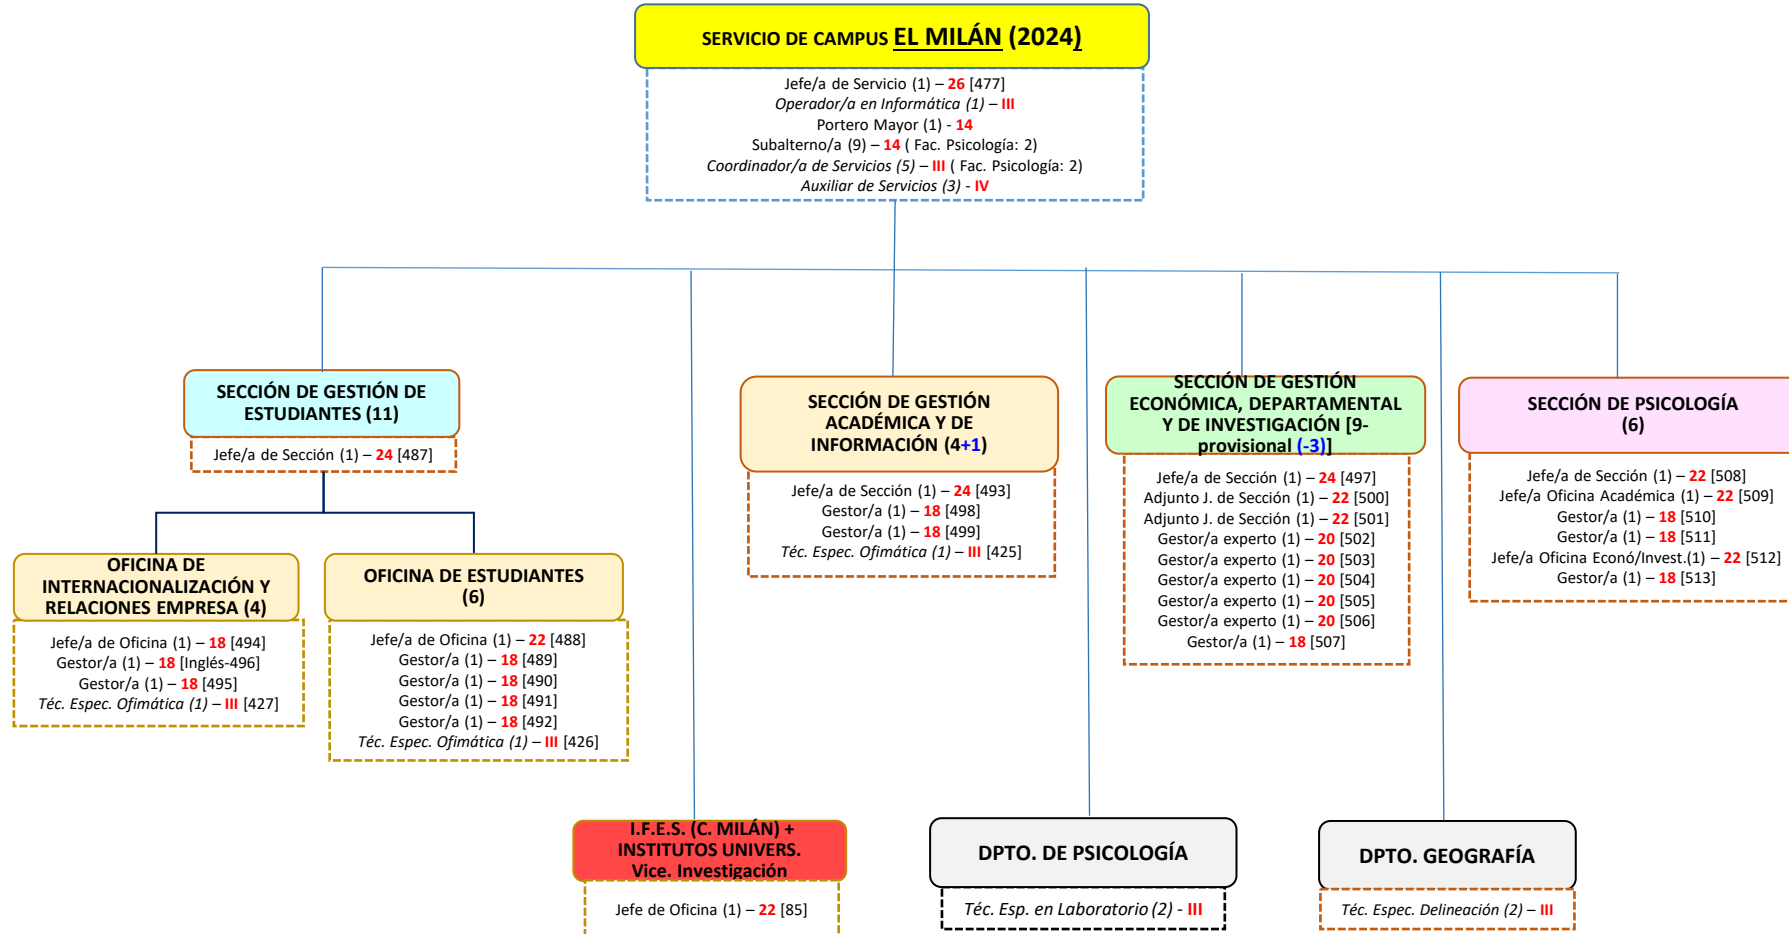 SERVICIO DE CAMPUS EL MILÁN (2024)
Jefe/a de Servicio (1) – 26 [477]
Operador/a en Informática (1) – III
Portero Mayor (1) - 14
Subalterno/a (9) – 14 ( Fac. Psicología: 2)
Coordinador/a de Servicios (5) – III ( Fac. Psicología: 2)
Auxiliar de Servicios (3) - IV
SECCIÓN DE GESTIÓN DE
ESTUDIANTES (11)
Jefe/a de Sección (1) – 24 [487]
OFICINA DE
INTERNACIONALIZACIÓN Y
RELACIONES EMPRESA (4)
Jefe/a de Oficina (1) – 18 [494]
Gestor/a (1) – 18 [Inglés-496]
Gestor/a (1) – 18 [495]
Téc. Espec. Ofimática (1) – III [427]
OFICINA DE ESTUDIANTES
(6)
Jefe/a de Oficina (1) – 22 [488]
Gestor/a (1) – 18 [489]
Gestor/a (1) – 18 [490]
Gestor/a (1) – 18 [491]
Gestor/a (1) – 18 [492]
Téc. Espec. Ofimática (1) – III [426]
SECCIÓN DE GESTIÓN
ACADÉMICA Y DE
INFORMACIÓN (4+1)
Jefe/a de Sección (1) – 24 [493]
Gestor/a (1) – 18 [498]
Gestor/a (1) – 18 [499]
Téc. Espec. Ofimática (1) – III [425]
SECCIÓN DE GESTIÓN
ECONÓMICA, DEPARTAMENTAL
Y DE INVESTIGACIÓN [9-
provisional (-3)]
Jefe/a de Sección (1) – 24 [497]
Adjunto J. de Sección (1) – 22 [500]
Adjunto J. de Sección (1) – 22 [501]
Gestor/a experto (1) – 20 [502]
Gestor/a experto (1) – 20 [503]
Gestor/a experto (1) – 20 [504]
Gestor/a experto (1) – 20 [505]
Gestor/a experto (1) – 20 [506]
Gestor/a (1) – 18 [507]
SECCIÓN DE PSICOLOGÍA
(6)
Jefe/a de Sección (1) – 22 [508]
Jefe/a Oficina Académica (1) – 22 [509]
Gestor/a (1) – 18 [510]
Gestor/a (1) – 18 [511]
Jefe/a Oficina Econó/Invest.(1) – 22 [512]
Gestor/a (1) – 18 [513]
I.F.E.S. (C. MILÁN) +
INSTITUTOS UNIVERS.
Vice. Investigación
Jefe de Oficina (1) – 22 [85]
DPTO. DE PSICOLOGÍA
Téc. Esp. en Laboratorio (2) - III
DPTO. GEOGRAFÍA
Téc. Espec. Delineación (2) – III